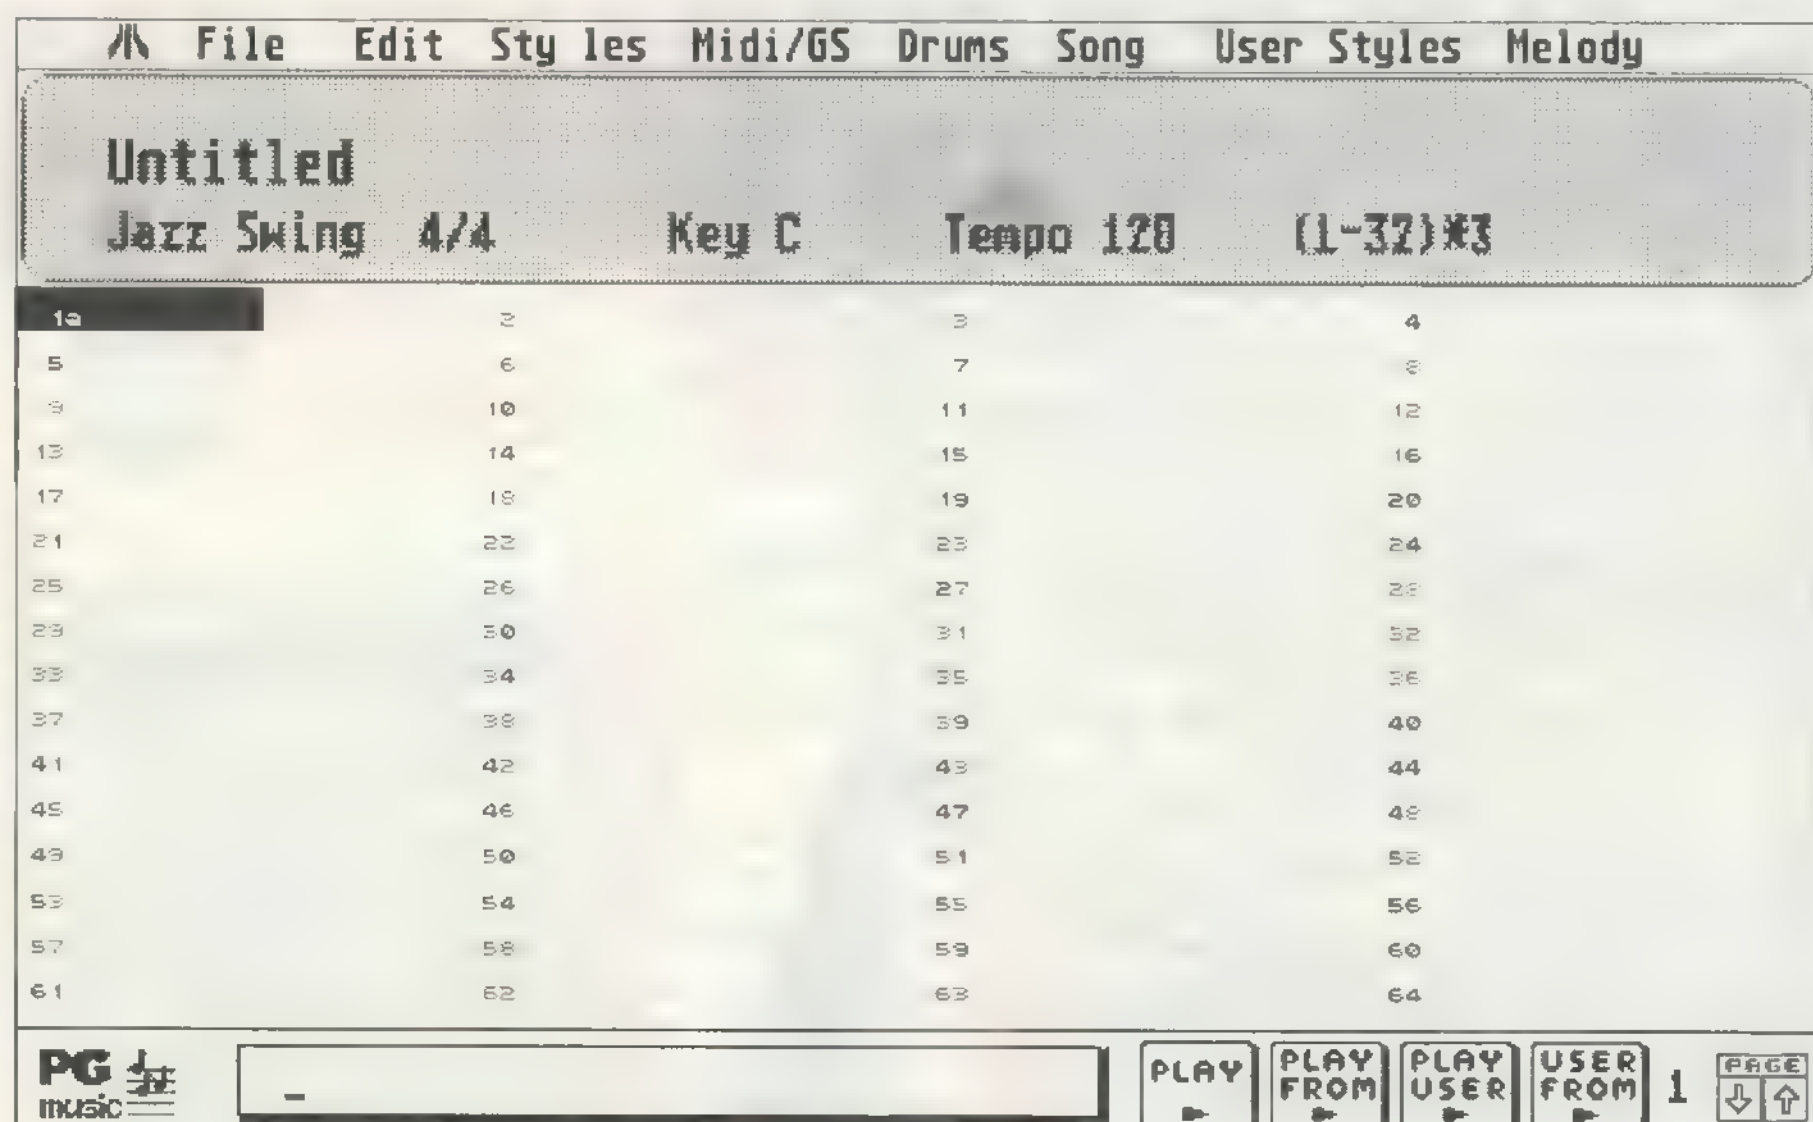 File Edit Sty les Midi/GS Drums Song User Styles Melody
Untitled
Jazz Swing 4/4 Key C Tempo 120 (1-32)*3
1a 2 3 4
5 6 7 8
9 10 11 12
13 14 15 16
17 18 19 20
21 22 23 24
25 26 27 28
29 30 31 32
33 34 35 36
37 38 39 40
41 42 43 44
45 46 47 48
49 50 51 52
53 54 55 56
57 58 59 60
61 62 63 64
PG music
PLAY
PLAY FROM
PLAY USER
USER FROM
1
PAGE